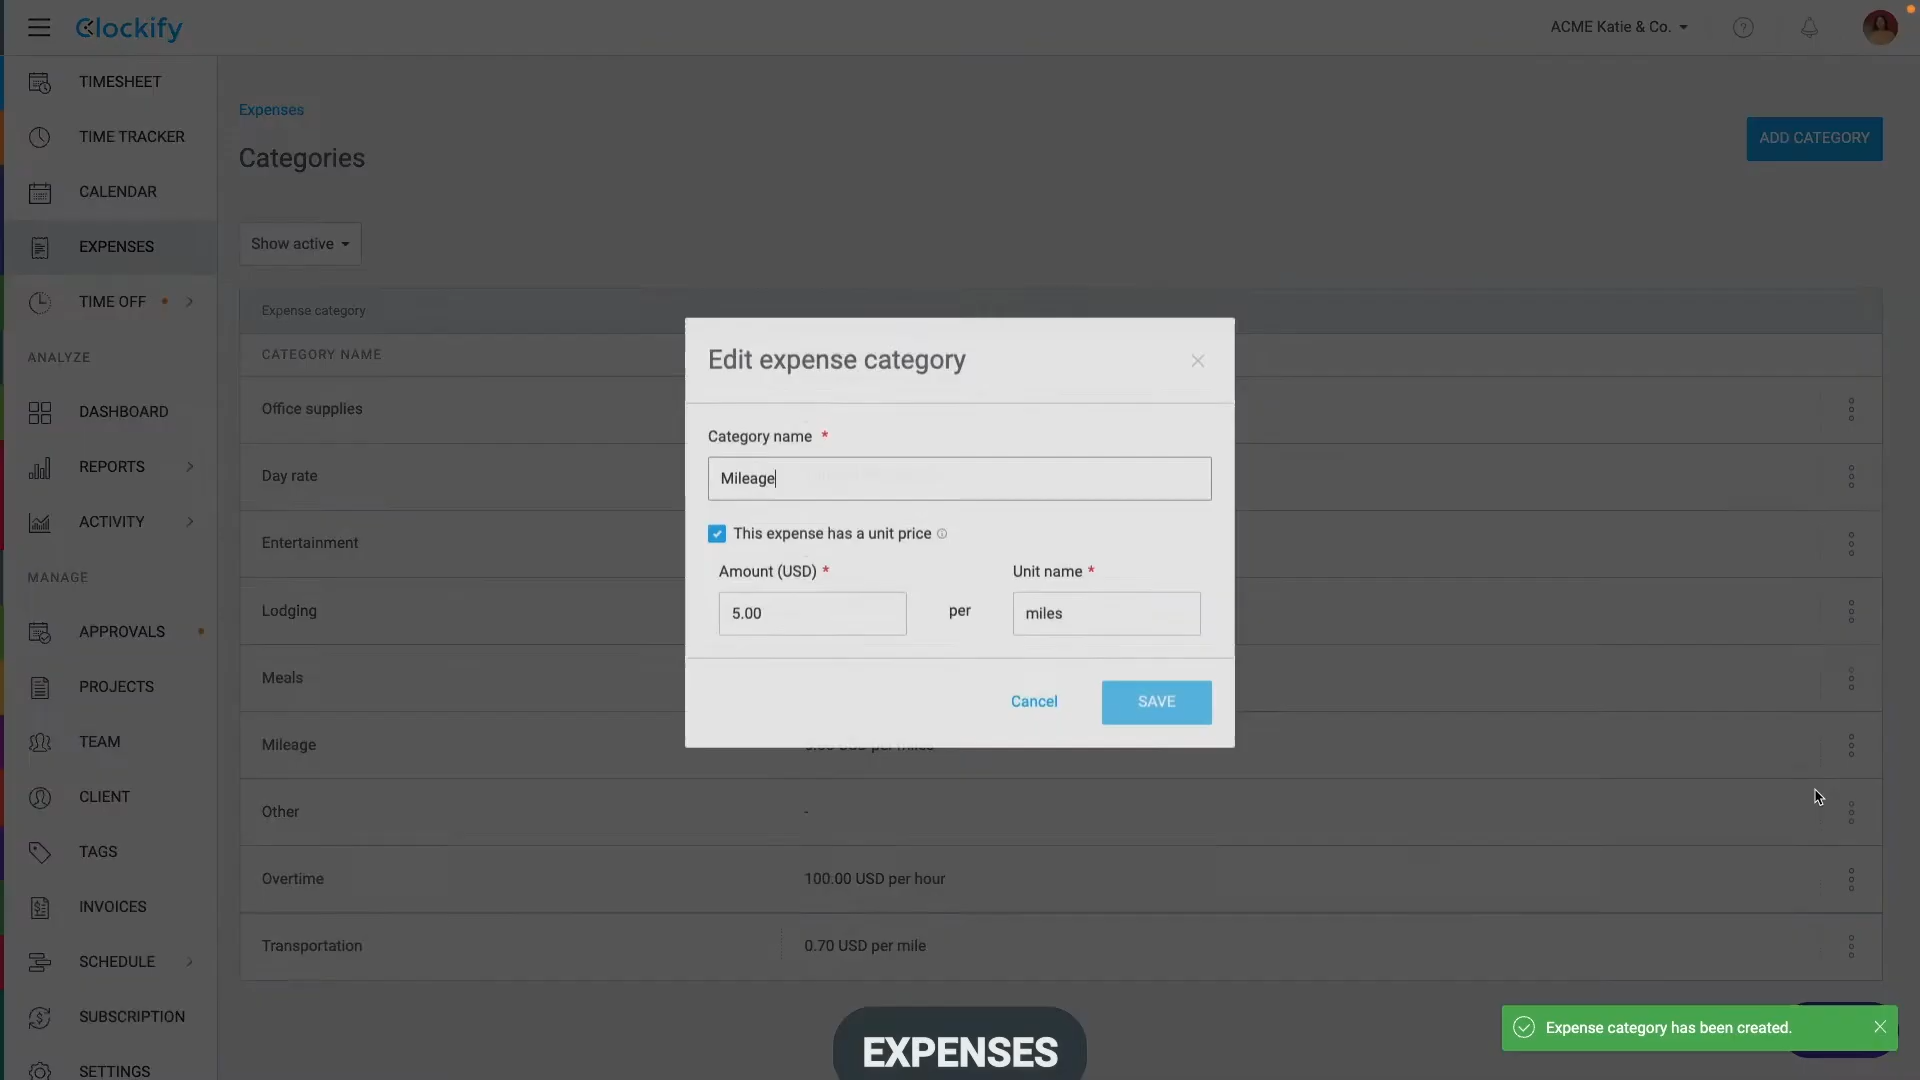 Clockify
ACME Katie & Co.
TIMESHEET
TIME TRACKER
CALENDAR
EXPENSES
TIME OFF
ANALYZE
DASHBOARD
REPORTS
ACTIVITY
MANAGE
APPROVALS
PROJECTS
TEAM
CLIENT
TAGS
INVOICES
SCHEDULE
SUBSCRIPTION
SETTINGS
Expenses
Categories
ADD CATEGORY
Show active
Expense category
CATEGORY NAME
Office supplies
Day rate
Entertainment
Lodging
Meals
Mileage
Other -
Overtime 100.00 USD per hour
Transportation 0.70 USD per mile
Edit expense category
Category name *
Mileage
This expense has a unit price
Amount (USD) * Unit name *
5.00 per miles
Cancel SAVE
EXPENSES
Expense category has been created.